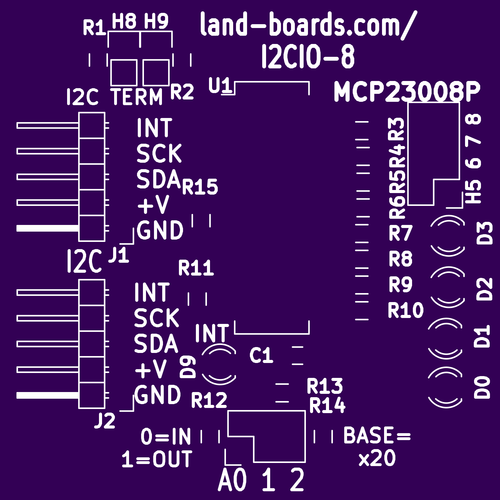 land-boards.com/
I2CIO-8
R1 H8 H9
I2C TERM R2
U1
MCP23008P
INT
SCK
SDA
+V
GND
J1
R15
R3
R4
R5
R6
8
7
6
H5
R7
R8
R9
R10
D3
D2
D1
D0
I2C
INT
SCK
SDA
+V
GND
J2
R11
INT
D9
C1
R12
R13
R14
0=IN
1=OUT
BASE=
x20
A0 1 2